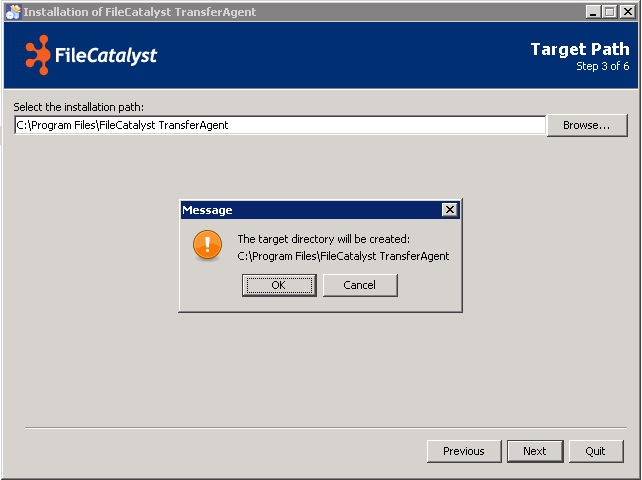 Installation of FileCatalyst TransferAgent
FileCatalyst
Target Path
Step 3 of 6
Select the installation path:
C:\Program Files\FileCatalyst TransferAgent
Browse...
Message
The target directory will be created:
C:\Program Files\FileCatalyst TransferAgent
OK
Cancel
Previous
Next
Quit